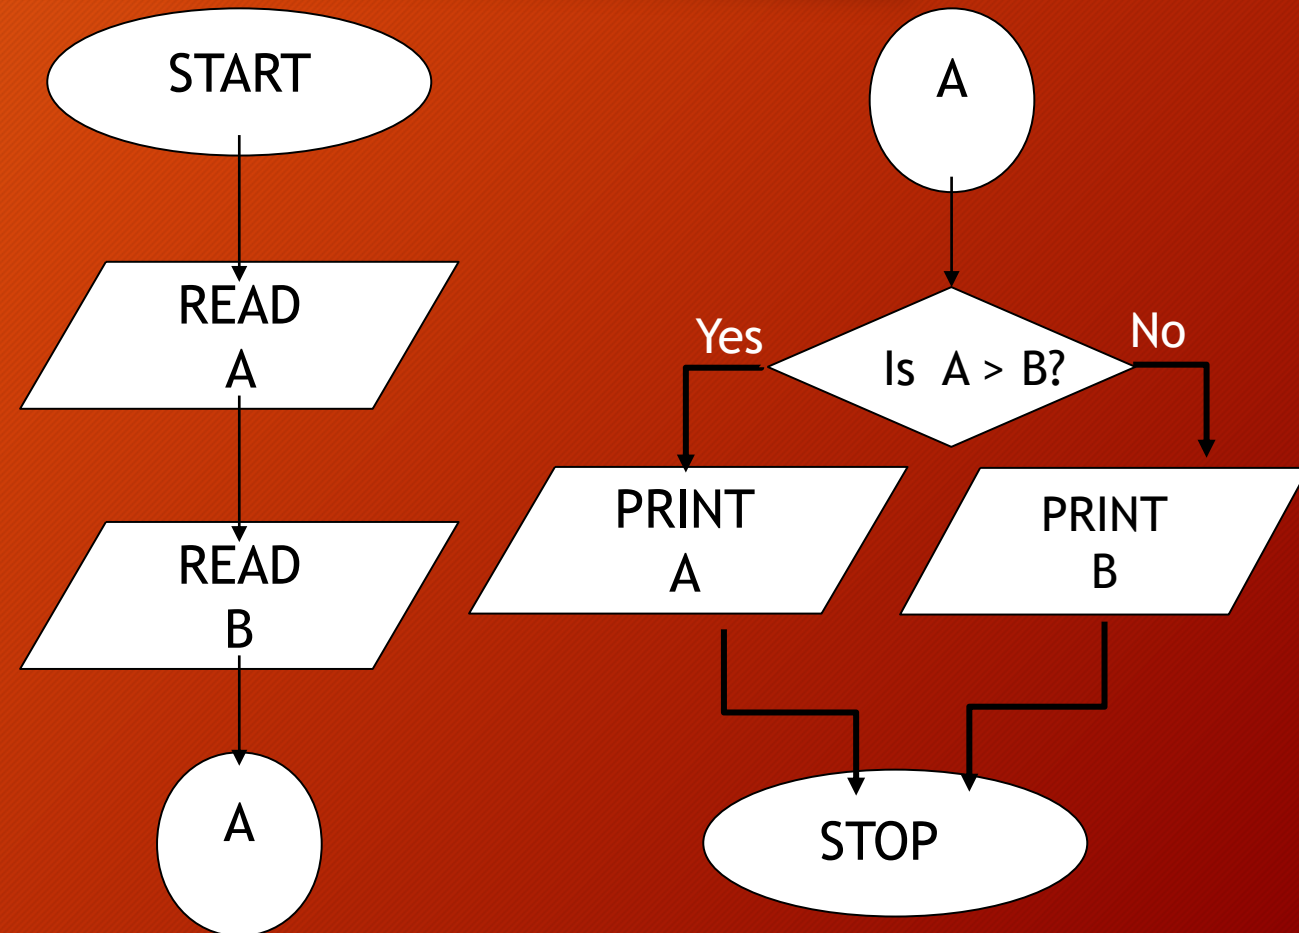 START
READ
A
READ
B
A
A
Is A > B?
Yes
No
PRINT
A
PRINT
B
STOP